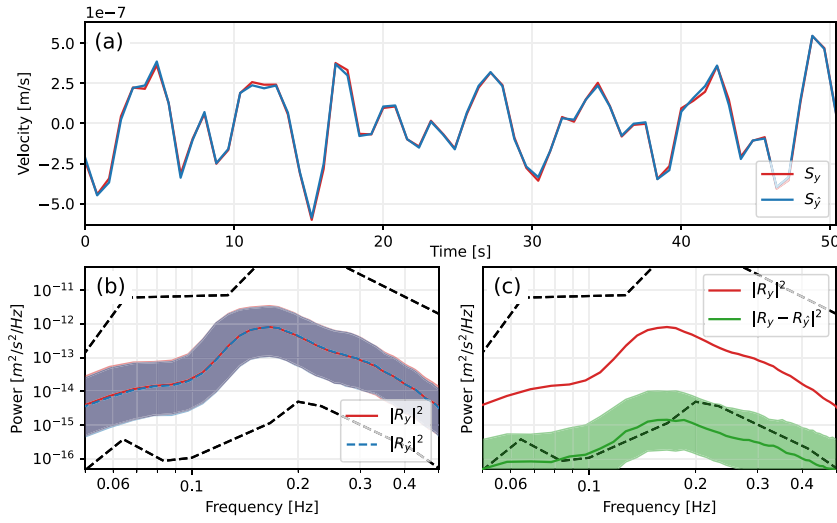 1e−7
(a)
Velocity [m/s]
5.0
2.5
0.0
−2.5
−5.0
S_y
S_ŷ
0 10 20 30 40 50
Time [s]
(b)
Power [m²/s²/Hz]
10⁻¹¹
10⁻¹²
10⁻¹³
10⁻¹⁴
10⁻¹⁵
10⁻¹⁶
|R_y|²
|R_ŷ|²
0.06 0.1 0.2 0.3 0.4
Frequency [Hz]
(c)
Power [m²/s²/Hz]
|R_y|²
|R_y − R_ŷ|²
0.06 0.1 0.2 0.3 0.4
Frequency [Hz]